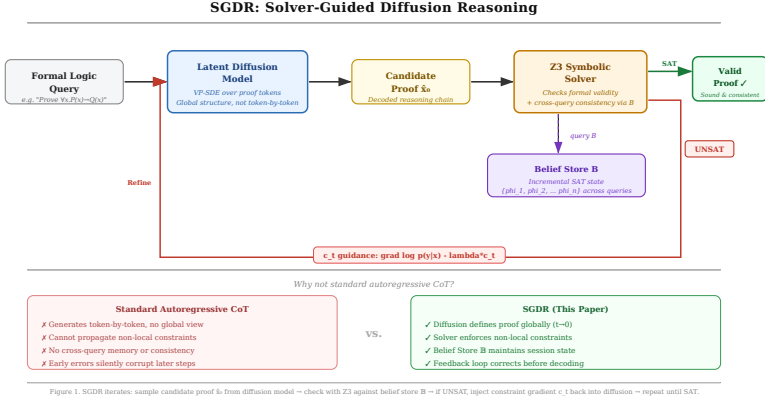 SGDR: Solver-Guided Diffusion Reasoning
Formal Logic
Query
e.g. "Prove ∀x.P(x)→Q(x)"
Latent Diffusion
Model
VP-SDE over proof tokens
Global structure, not token-by-token
Candidate
Proof x̂₀
Decoded reasoning chain
Z3 Symbolic
Solver
Checks formal validity
+ cross-query consistency via B
SAT
Valid
Proof ✓
Sound & consistent
query B
UNSAT
Belief Store B
Incremental SAT state
{phi_1, phi_2, ... phi_n} across queries
Refine
c_t guidance: grad log p(y|x) - lambda*c_t
Why not standard autoregressive CoT?
Standard Autoregressive CoT
✗ Generates token-by-token, no global view
✗ Cannot propagate non-local constraints
✗ No cross-query memory or consistency
✗ Early errors silently corrupt later steps
vs.
SGDR (This Paper)
✓ Diffusion defines proof globally (t→0)
✓ Solver enforces non-local constraints
✓ Belief Store B maintains session state
✓ Feedback loop corrects before decoding
Figure 1. SGDR iterates: sample candidate proof x̂₀ from diffusion model → check with Z3 against belief store B → if UNSAT, inject constraint gradient c_t back into diffusion → repeat until SAT.